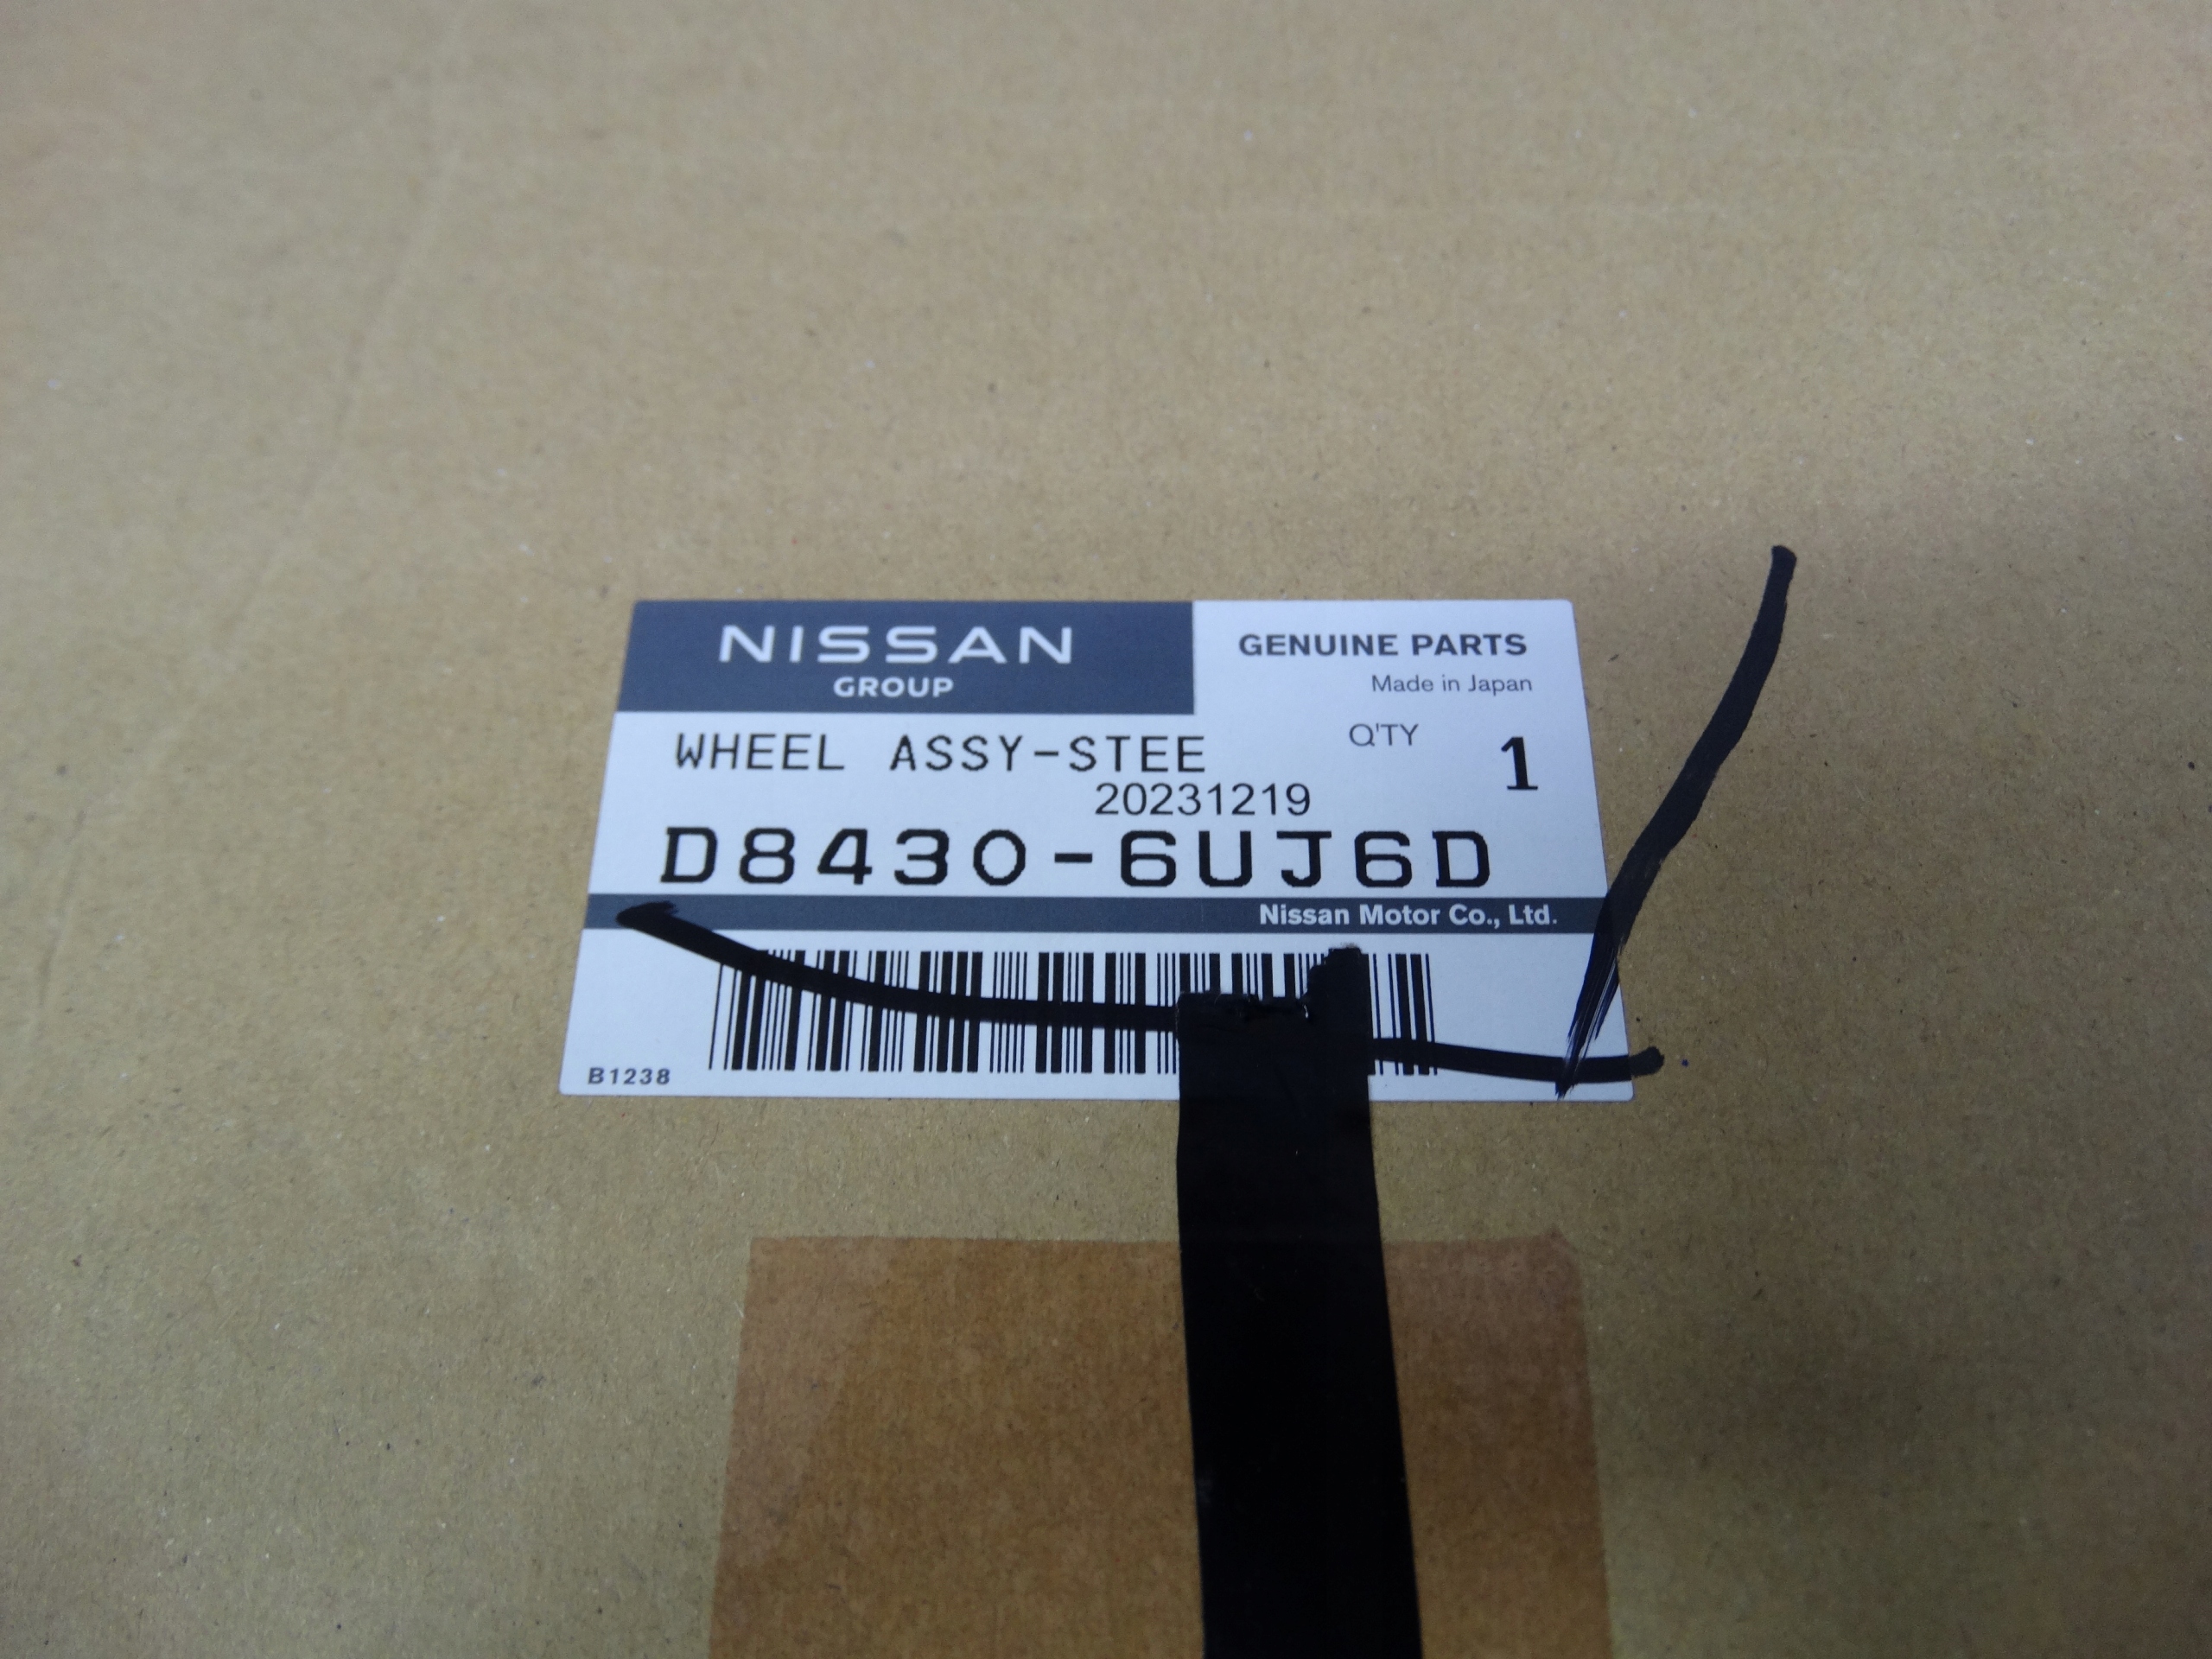 NISSAN
GROUP
GENUINE PARTS
Made in Japan
WHEEL ASSY-STEE
Q'TY 1
20231219
D8430-6UJ6D
Nissan Motor Co., Ltd.
B1238